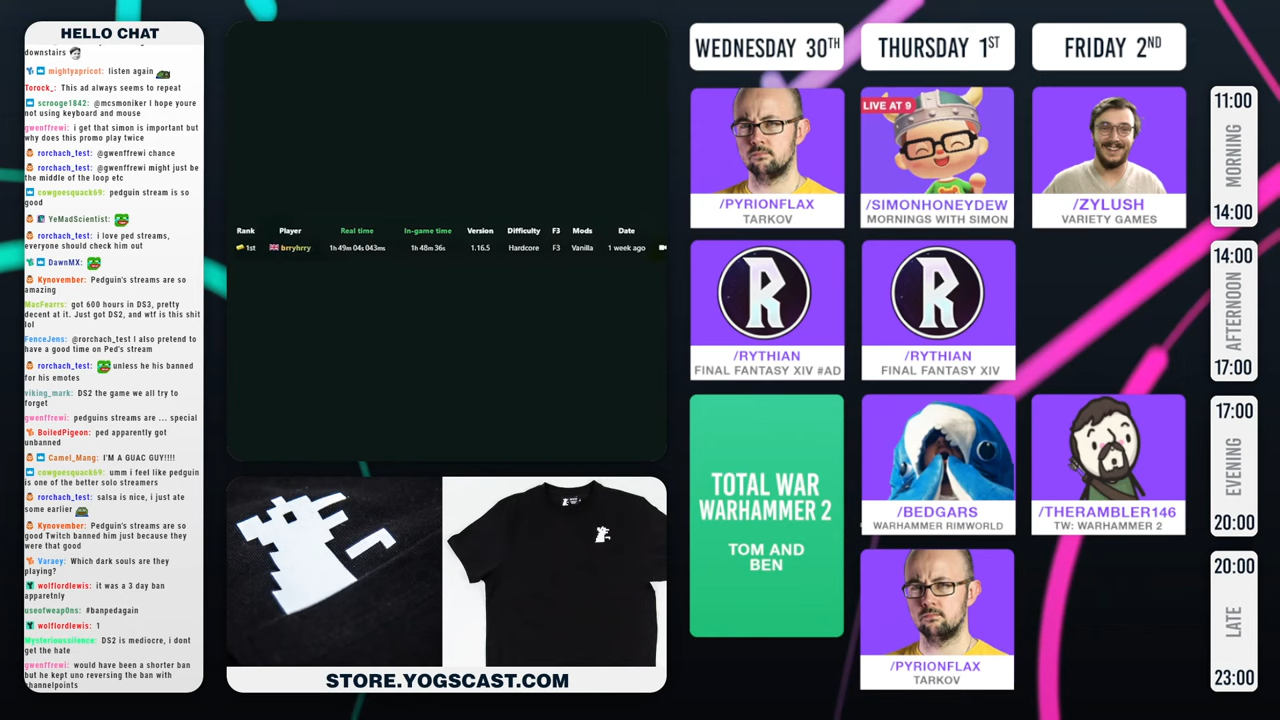 HELLO CHAT
downstairs
mightyapricot: listen again
Torock_: This ad always seems to repeat
scrooge1842: @mcsmoniker I hope youre
not using keyboard and mouse
gwenffrewi: i get that simon is important but
why does this promo play twice
rorchach_test: @gwenffrewi chance
rorchach_test: @gwenffrewi might just be
the middle of the loop etc
cowgoesquack69: pedguin stream is so
good
YeMadScientist:
rorchach_test: i love ped streams,
everyone should check him out
DawnMX:
Kynovember: Pedguin's streams are so
amazing
MacFearrs: got 600 hours in DS3, pretty
decent at it. Just got DS2, and wtf is this shit
lol
FenceJens: @rorchach_test I also pretend to
have a good time on Ped's stream
rorchach_test: unless he his banned
for his emotes
viking_mark: DS2 the game we all try to
forget
gwenffrewi: pedguins streams are ... special
BoiledPigeon: ped apparently got
unbanned
Camel_Mang: I'M A GUAC GUY!!!!
cowgoesquack69: umm i feel like pedguin
is one of the better solo streamers
rorchach_test: salsa is nice, i just ate
some earlier
Kynovember: Pedguin's streams are so
good Twitch banned him just because they
were that good
Varaey: Which dark souls are they
playing?
wolflordlewis: it was a 3 day ban
apparetnly
useofweap0ns: #banpedagain
wolflordlewis: 1
Mysterioussilence: DS2 is mediocre, i dont
get the hate
gwenffrewi: would have been a shorter ban
but he kept uno reversing the ban with
channelpoints
Rank Player Real time In-game time Version Difficulty F3 Mods Date
1st brryhrry 1h 49m 04s 043ms 1h 48m 36s 1.16.5 Hardcore F3 Vanilla 1 week ago
STORE.YOGSCAST.COM
WEDNESDAY 30TH THURSDAY 1ST FRIDAY 2ND
LIVE AT 9
/PYRIONFLAX
TARKOV
/SIMONHONEYDEW
MORNINGS WITH SIMON
/ZYLUSH
VARIETY GAMES
11:00
MORNING
14:00
R
/RYTHIAN
FINAL FANTASY XIV #AD
R
/RYTHIAN
FINAL FANTASY XIV
14:00
AFTERNOON
17:00
TOTAL WAR
WARHAMMER 2
TOM AND
BEN
/BEDGARS
WARHAMMER RIMWORLD
/THERAMBLER146
TW: WARHAMMER 2
17:00
EVENING
20:00
/PYRIONFLAX
TARKOV
20:00
LATE
23:00